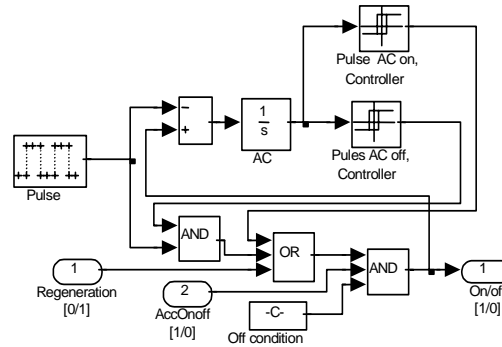 Pulse AC on,
Controller
−
+
1
s
AC
Pules AC off,
Controller
Pulse
AND
OR
AND
1
Regeneration
[0/1]
2
AccOnoff
[1/0]
-C-
Off condition
1
On/of
[1/0]